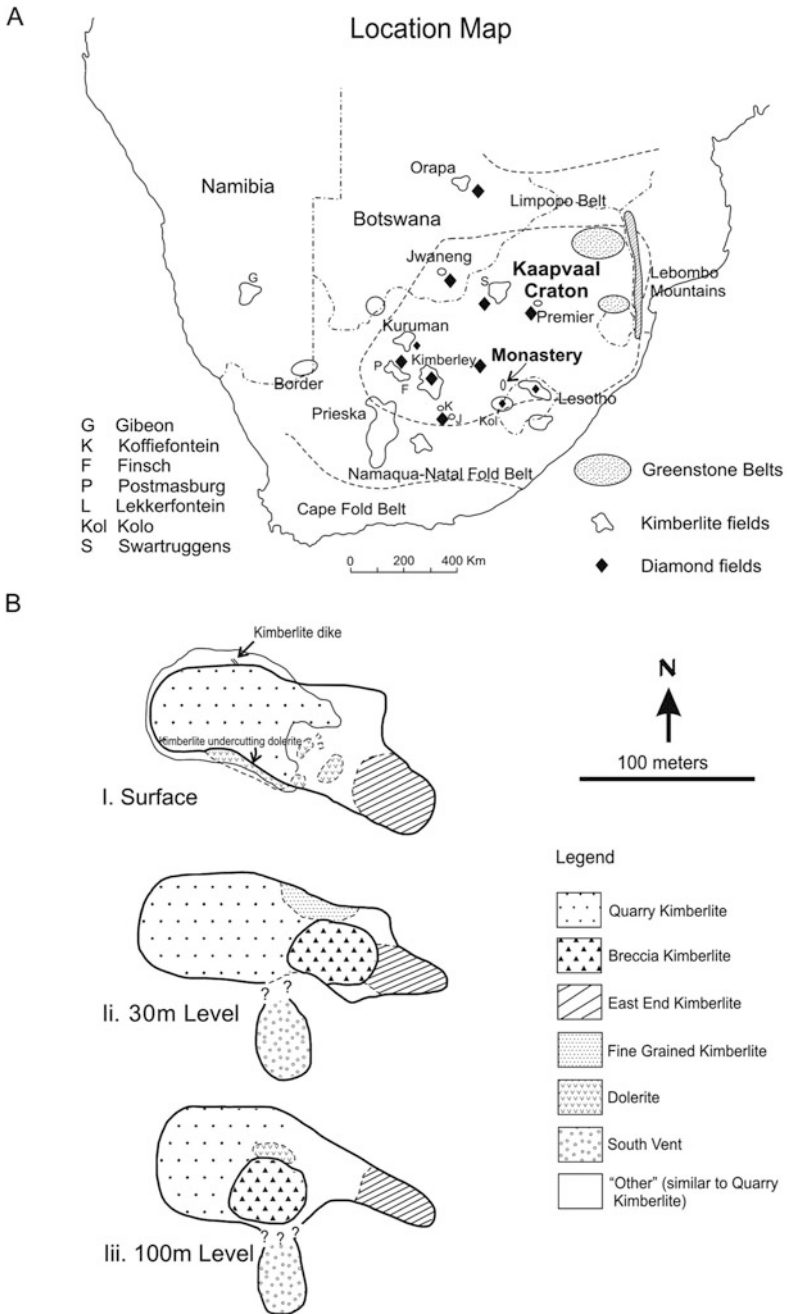 A
Location Map
Orapa
Namibia
Botswana
Limpopo Belt
Jwaneng
G
S
Kaapvaal
Craton
Lebombo
Mountains
Premier
Kuruman
P
Kimberley
Monastery
F
Border
Prieska
K
J
Kol
Lesotho
Namaqua-Natal Fold Belt
Cape Fold Belt
G Gibeon
K Koffiefontein
F Finsch
P Postmasburg
L Lekkerfontein
Kol Kolo
S Swartruggens
Greenstone Belts
Kimberlite fields
Diamond fields
0 200 400 Km
B
Kimberlite dike
Kimberlite undercutting dolerite
I. Surface
N
100 meters
? ?
Ii. 30m Level
? ? ?
Iii. 100m Level
Legend
Quarry Kimberlite
Breccia Kimberlite
East End Kimberlite
Fine Grained Kimberlite
Dolerite
South Vent
"Other" (similar to Quarry
Kimberlite)